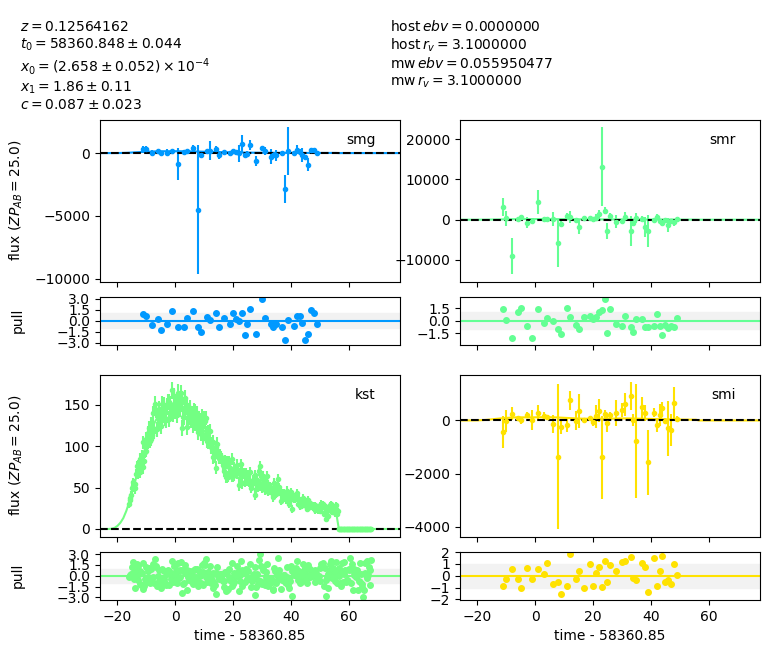 z = 0.12564162
t₀ = 58360.848 ± 0.044
x₀ = (2.658 ± 0.052) × 10⁻⁴
x₁ = 1.86 ± 0.11
c = 0.087 ± 0.023
host ebv = 0.0000000
host r_v = 3.1000000
mw ebv = 0.055950477
mw r_v = 3.1000000
smg
0
−5000
−10000
flux (ZP_AB = 25.0)
smr
20000
10000
0
−10000
3.0
1.5
0.0
−1.5
−3.0
pull
1.5
0.0
−1.5
kst
150
100
50
0
flux (ZP_AB = 25.0)
smi
0
−2000
−4000
3.0
1.5
0.0
−1.5
−3.0
pull
−20 0 20 40 60
time - 58360.85
2
1
0
−1
−2
−20 0 20 40 60
time - 58360.85